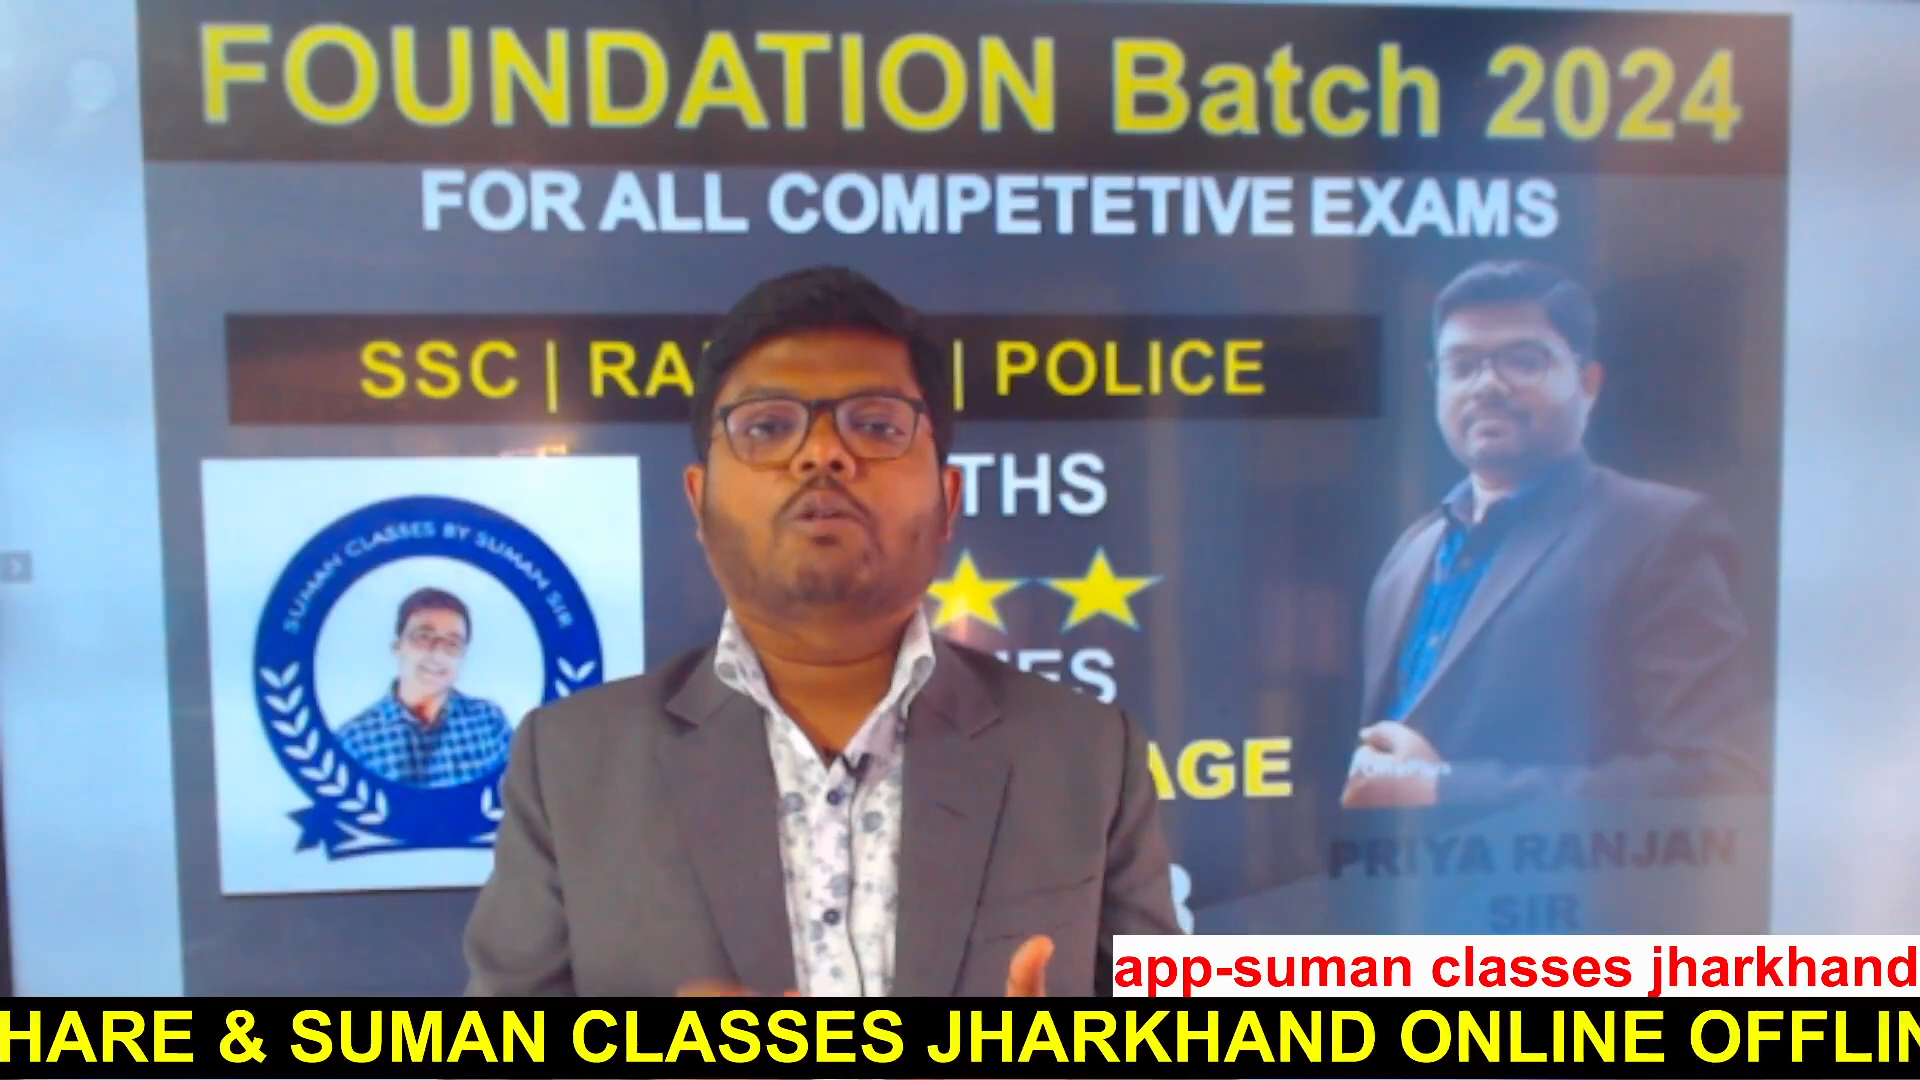 FOUNDATION Batch 2024
FOR ALL COMPETETIVE EXAMS
SSC | RA | POLICE
THS
SUMAN CLASSES BY SUMAN SIR
ES
AGE
PRIYA RANJAN
SIR
app-suman classes jharkhand
HARE & SUMAN CLASSES JHARKHAND ONLINE OFFLIN